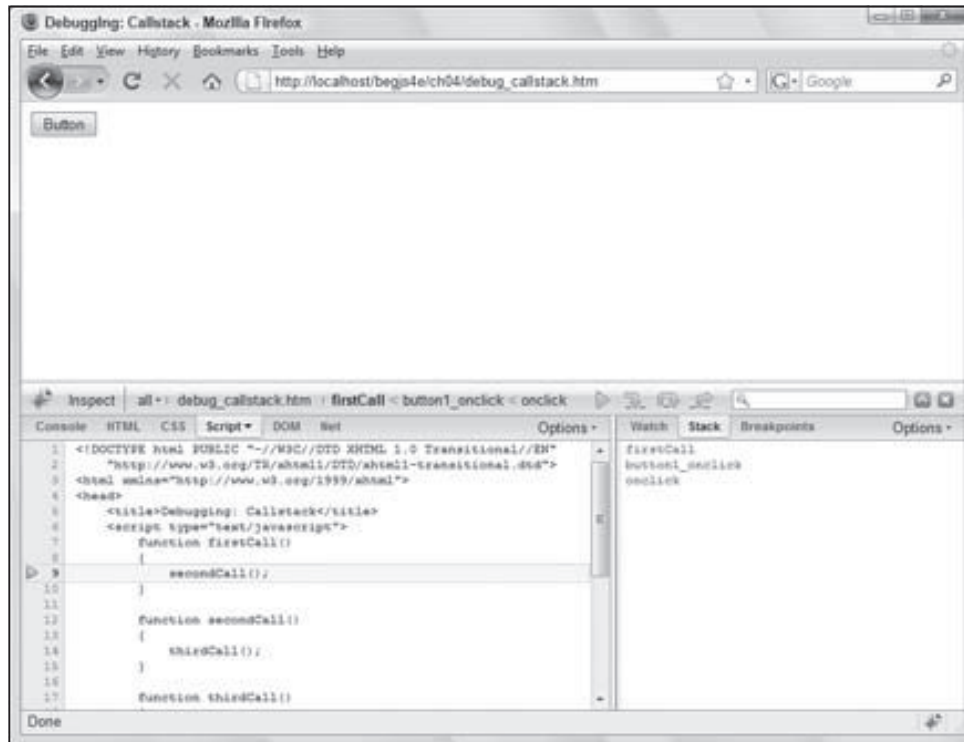 Debugging: Callstack - Mozilla Firefox
File Edit View History Bookmarks Tools Help
http://localhost/begjs4e/ch04/debug_callstack.htm
G Google
Button
Inspect all debug_callstack.htm firstCall < button1_onclick < onclick
Console HTML CSS Script DOM Net Options
Watch Stack Breakpoints Options
1 <!DOCTYPE html PUBLIC "-//W3C//DTD XHTML 1.0 Transitional//EN"
2 "http://www.w3.org/TR/xhtml1/DTD/xhtml1-transitional.dtd">
3 <html xmlns="http://www.w3.org/1999/xhtml">
4 <head>
5 <title>Debugging: Callstack</title>
6 <script type="text/javascript">
7 function firstCall()
8 {
9 secondCall();
10 }
11
12 function secondCall()
13 {
14 thirdCall();
15 }
16
17 function thirdCall()
firstCall
button1_onclick
onclick
Done